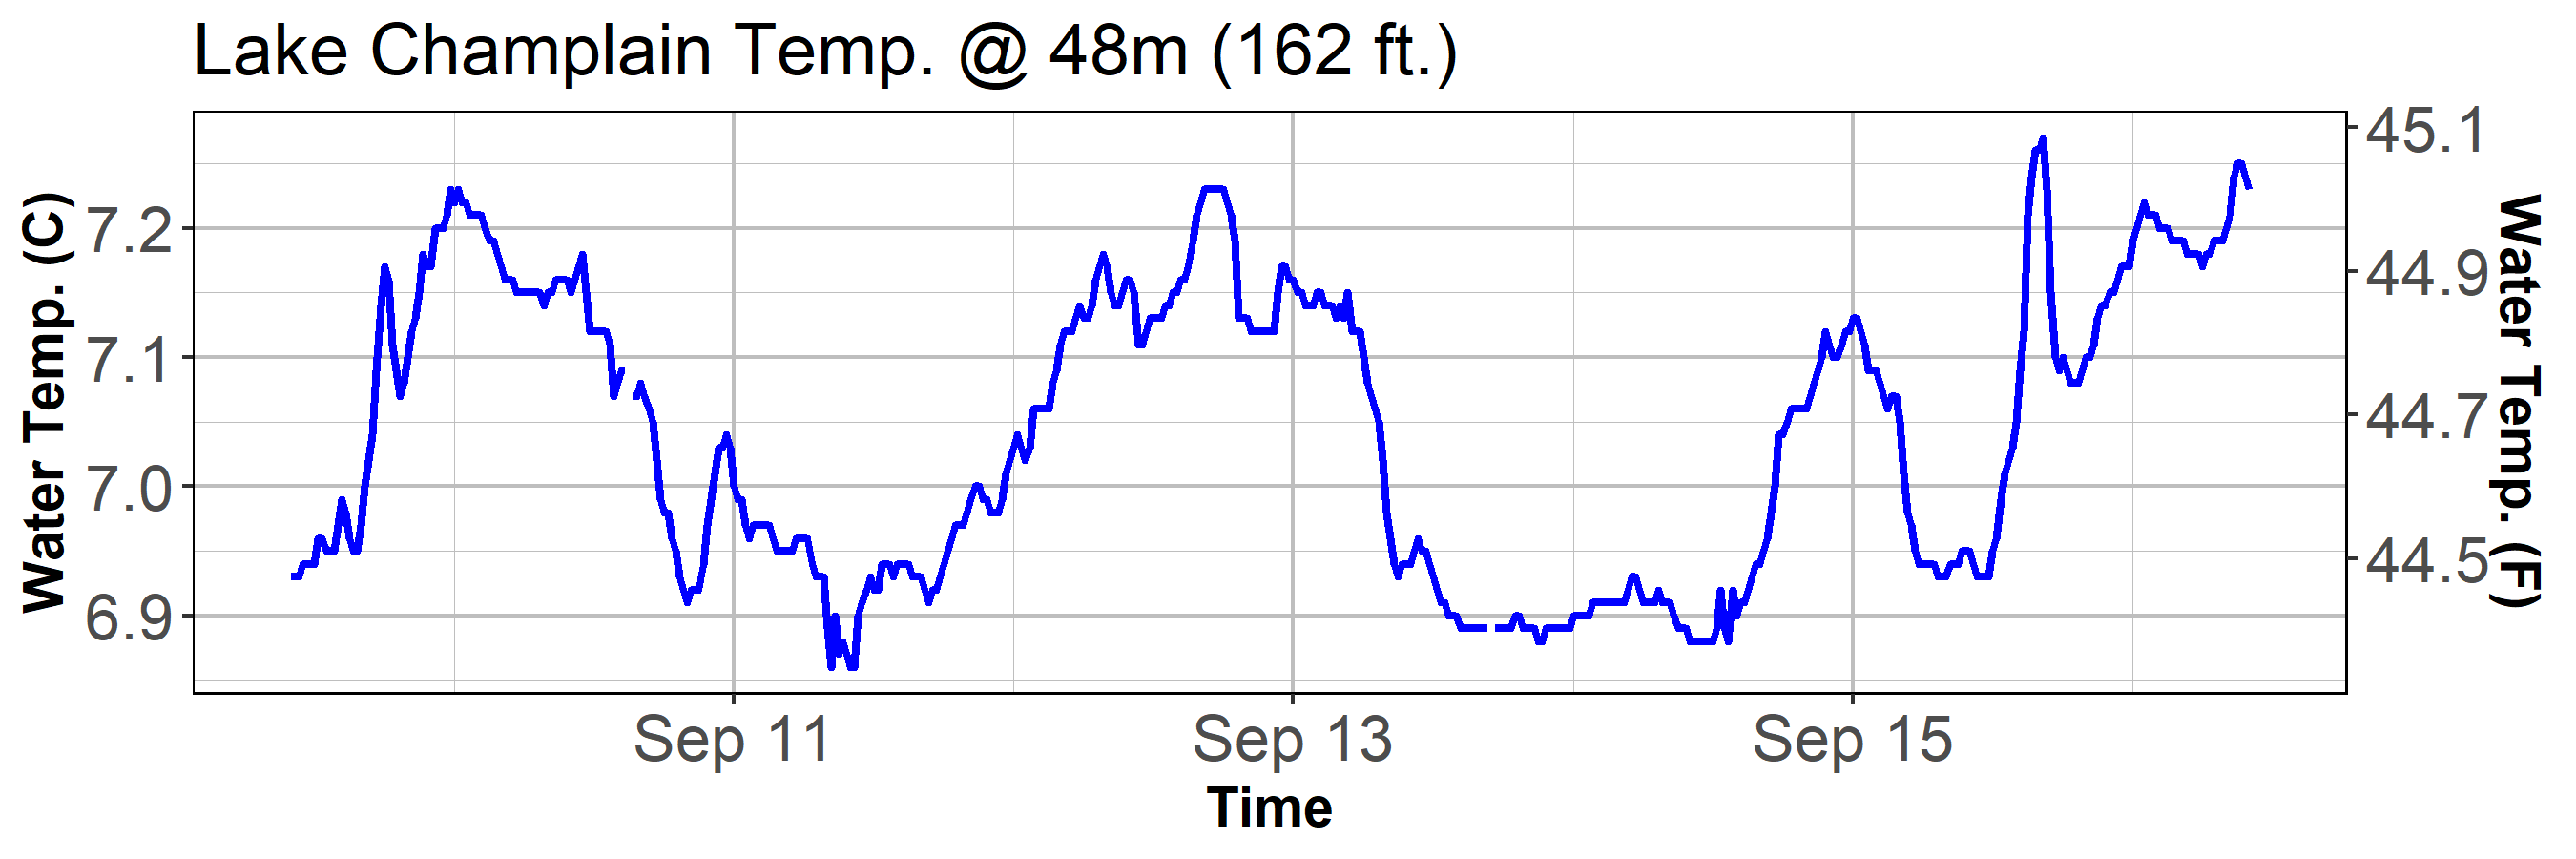 Lake Champlain Temp. @ 48m (162 ft.)
Water Temp. (C)
7.2
7.1
7.0
6.9
45.1
44.9
44.7
44.5
Water Temp. (F)
Sep 11 Sep 13 Sep 15
Time